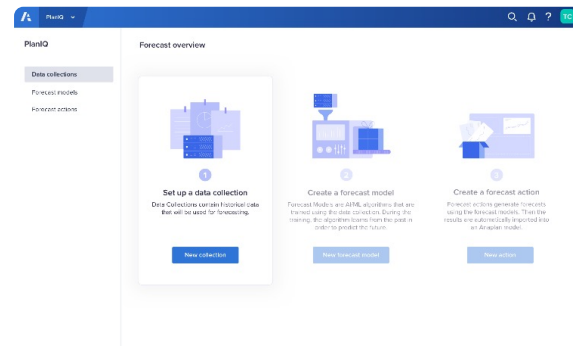 PlanIQ
TC
PlanIQ
Forecast overview
Data collections
Forecast models
Forecast actions
1
Set up a data collection
Data Collections contain historical data
that will be used for forecasting.
New collection
2
Create a forecast model
Forecast Models are AI/ML algorithms that are
trained using the data collection. During the
training, the algorithm learns from the past in
order to predict the future.
New forecast model
3
Create a forecast action
Forecast actions generate forecasts
using the forecast models. Then the
results are automatically imported into
an Anaplan model.
New action